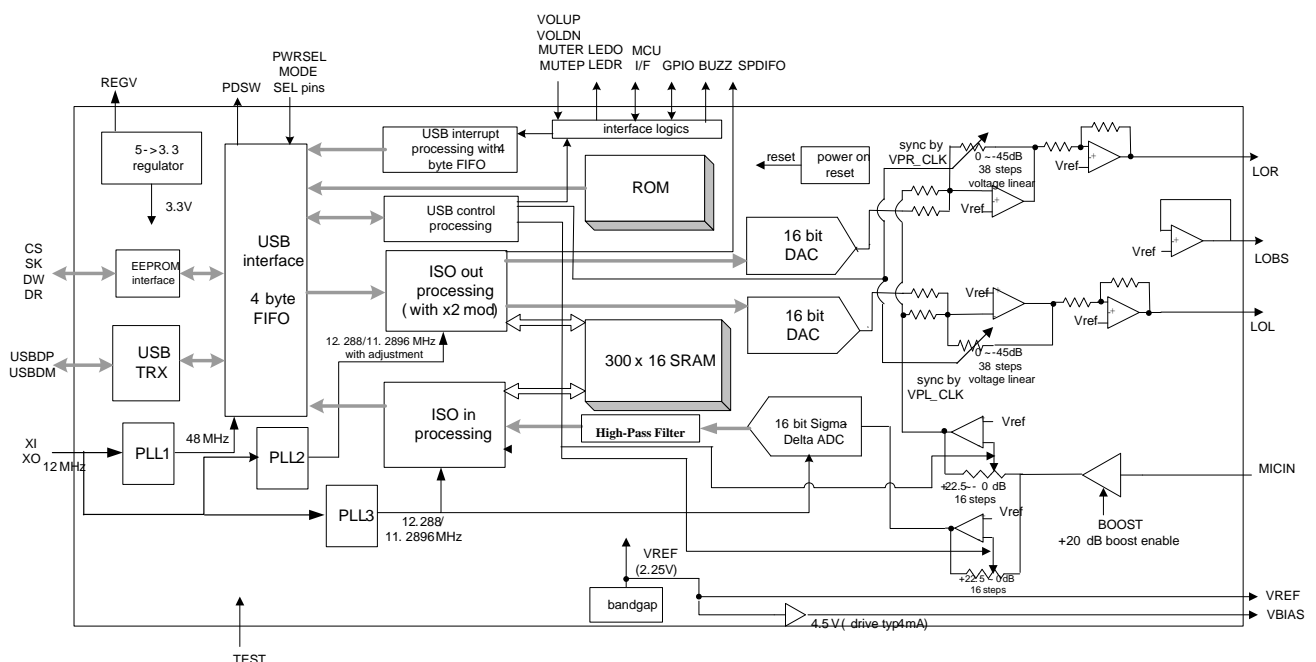 VOLUP
VOLDN
MUTER
MUTEP
LEDO
LEDR
MCU
I/F
GPIO
BUZZ
SPDIFO
PWRSEL
MODE
SEL pins
REGV
PDSW
5->3.3
regulator
3.3V
USB interrupt
processing with 4
byte FIFO
interface logics
ROM
USB control
processing
reset
power on
reset
sync by
VPR_CLK
0 ~-45dB
38 steps
voltage linear
Vref
Vref
-+
-+
LOR
CS
SK
DW
DR
EEPROM
interface
USB
interface
4 byte
FIFO
ISO out
processing
( with x2 mod)
16 bit
DAC
16 bit
DAC
Vref
-+
LOBS
Vref
-+
Vref
-+
LOL
0 ~-45dB
38 steps
voltage linear
sync by
VPL_CLK
USBDP
USBDM
USB
TRX
12. 288/11. 2896 MHz
with adjustment
300 x 16 SRAM
ISO in
processing
High-Pass Filter
16 bit Sigma
Delta ADC
Vref
+22.5~- 0 dB
16 steps
MICIN
XI
XO
12 MHz
PLL1
48 MHz
PLL2
PLL3
12.288/
11. 2896MHz
Vref
+22.5 ~ 0dB
16 steps
BOOST
+20 dB boost enable
VREF
(2.25V)
bandgap
VREF
VBIAS
4.5 V ( drive typ4mA)
TEST